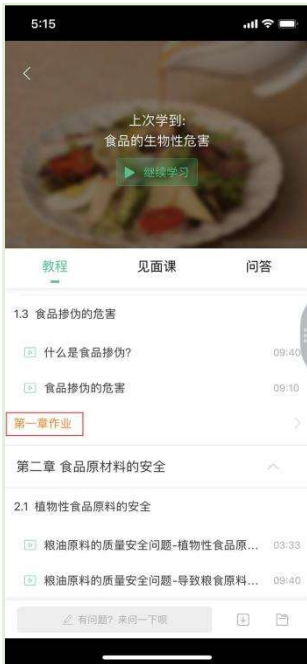 5:15
上次学到:
食品的生物性危害
继续学习
教程 见面课 问答
1.3 食品掺伪的危害
什么是食品掺伪? 09:40
食品掺伪的危害 09:10
第一章作业
第二章 食品原材料的安全
2.1 植物性食品原料的安全
粮油原料的质量安全问题-植物性食品原... 03:33
粮油原料的质量安全问题-导致粮食原料... 09:40
有问题? 来问一下呗